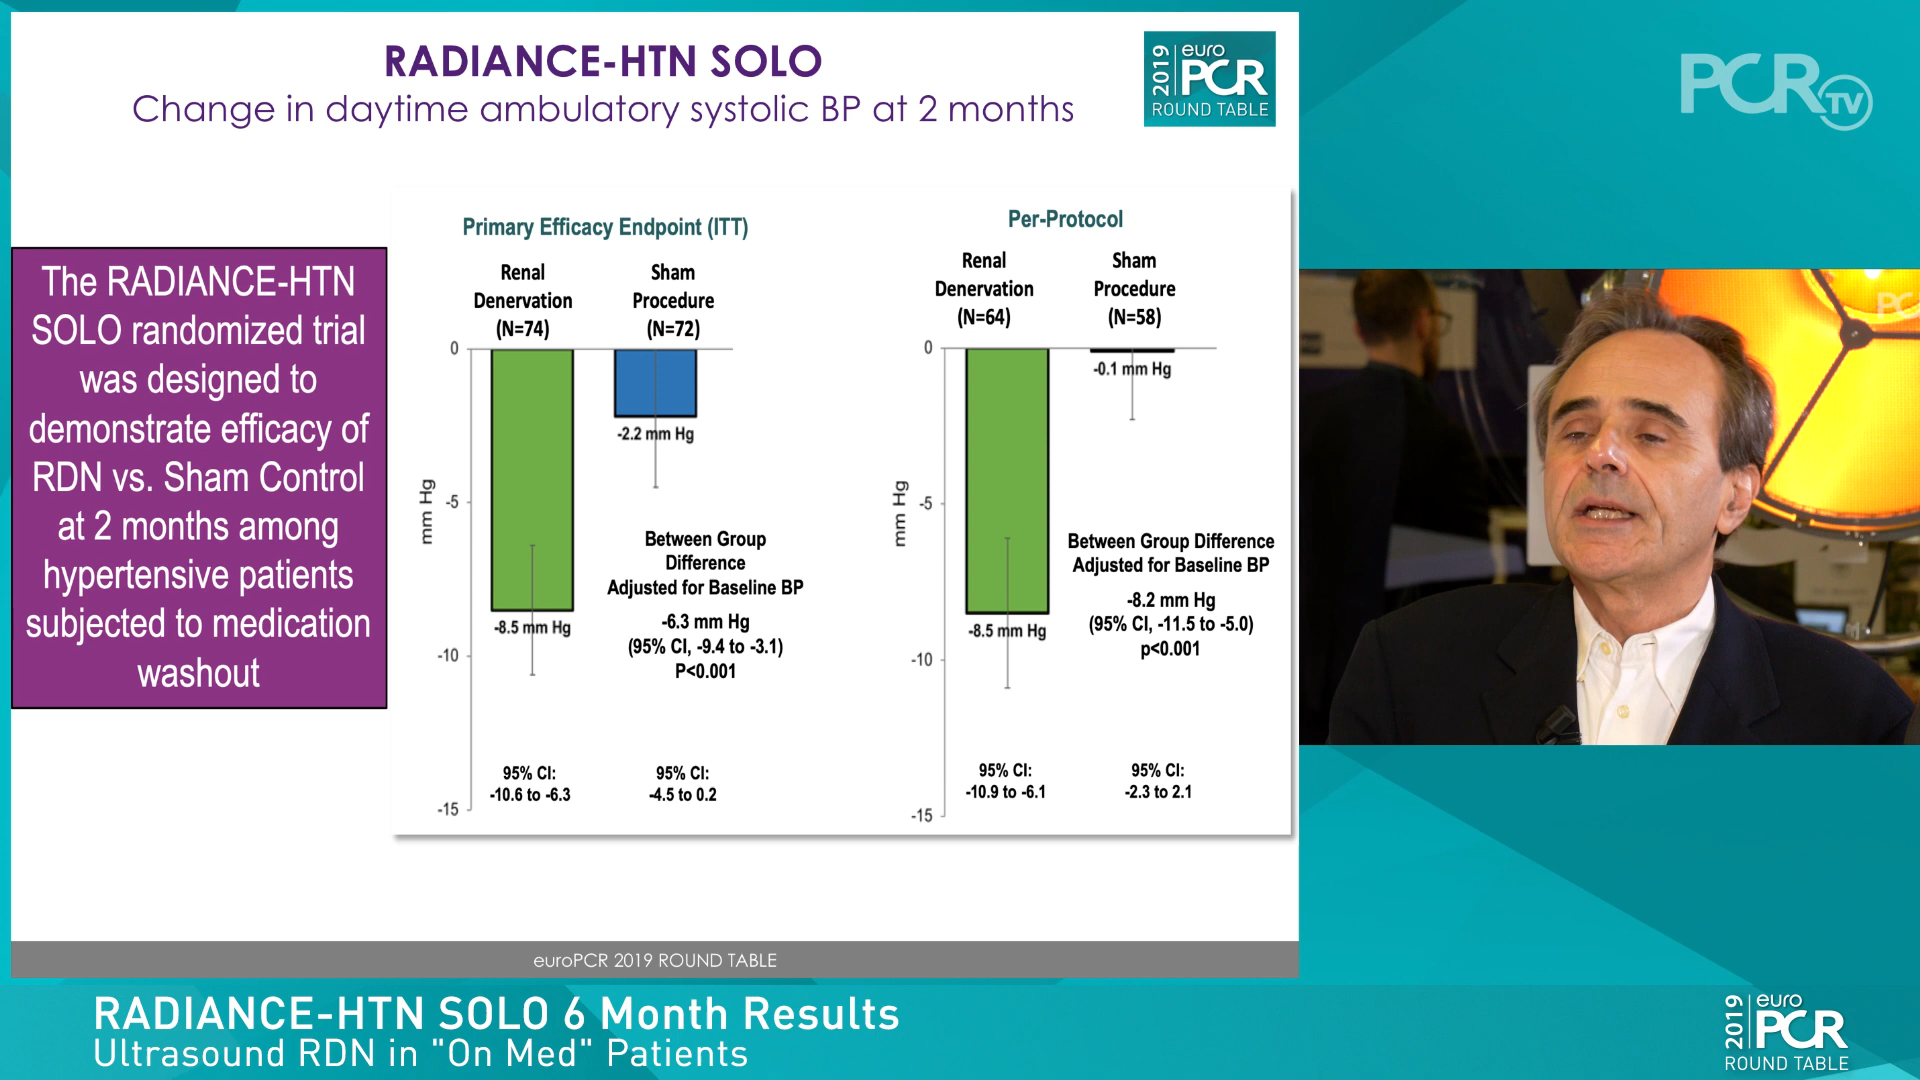 RADIANCE-HTN SOLO
Change in daytime ambulatory systolic BP at 2 months
2019 euro
PCR
ROUND TABLE
PCR TV
The RADIANCE-HTN
SOLO randomized trial
was designed to
demonstrate efficacy of
RDN vs. Sham Control
at 2 months among
hypertensive patients
subjected to medication
washout
Primary Efficacy Endpoint (ITT)
Renal
Denervation
(N=74)
Sham
Procedure
(N=72)
0
-5
-10
-15
mm Hg
-8.5 mm Hg
-2.2 mm Hg
Between Group
Difference
Adjusted for Baseline BP
-6.3 mm Hg
(95% CI, -9.4 to -3.1)
P<0.001
95% CI:
-10.6 to -6.3
95% CI:
-4.5 to 0.2
Per-Protocol
Renal
Denervation
(N=64)
Sham
Procedure
(N=58)
0
-5
-10
-15
mm Hg
-8.5 mm Hg
-0.1 mm Hg
Between Group Difference
Adjusted for Baseline BP
-8.2 mm Hg
(95% CI, -11.5 to -5.0)
p<0.001
95% CI:
-10.9 to -6.1
95% CI:
-2.3 to 2.1
PC
euroPCR 2019 ROUND TABLE
RADIANCE-HTN SOLO 6 Month Results
Ultrasound RDN in "On Med" Patients
2019 euro
PCR
ROUND TABLE